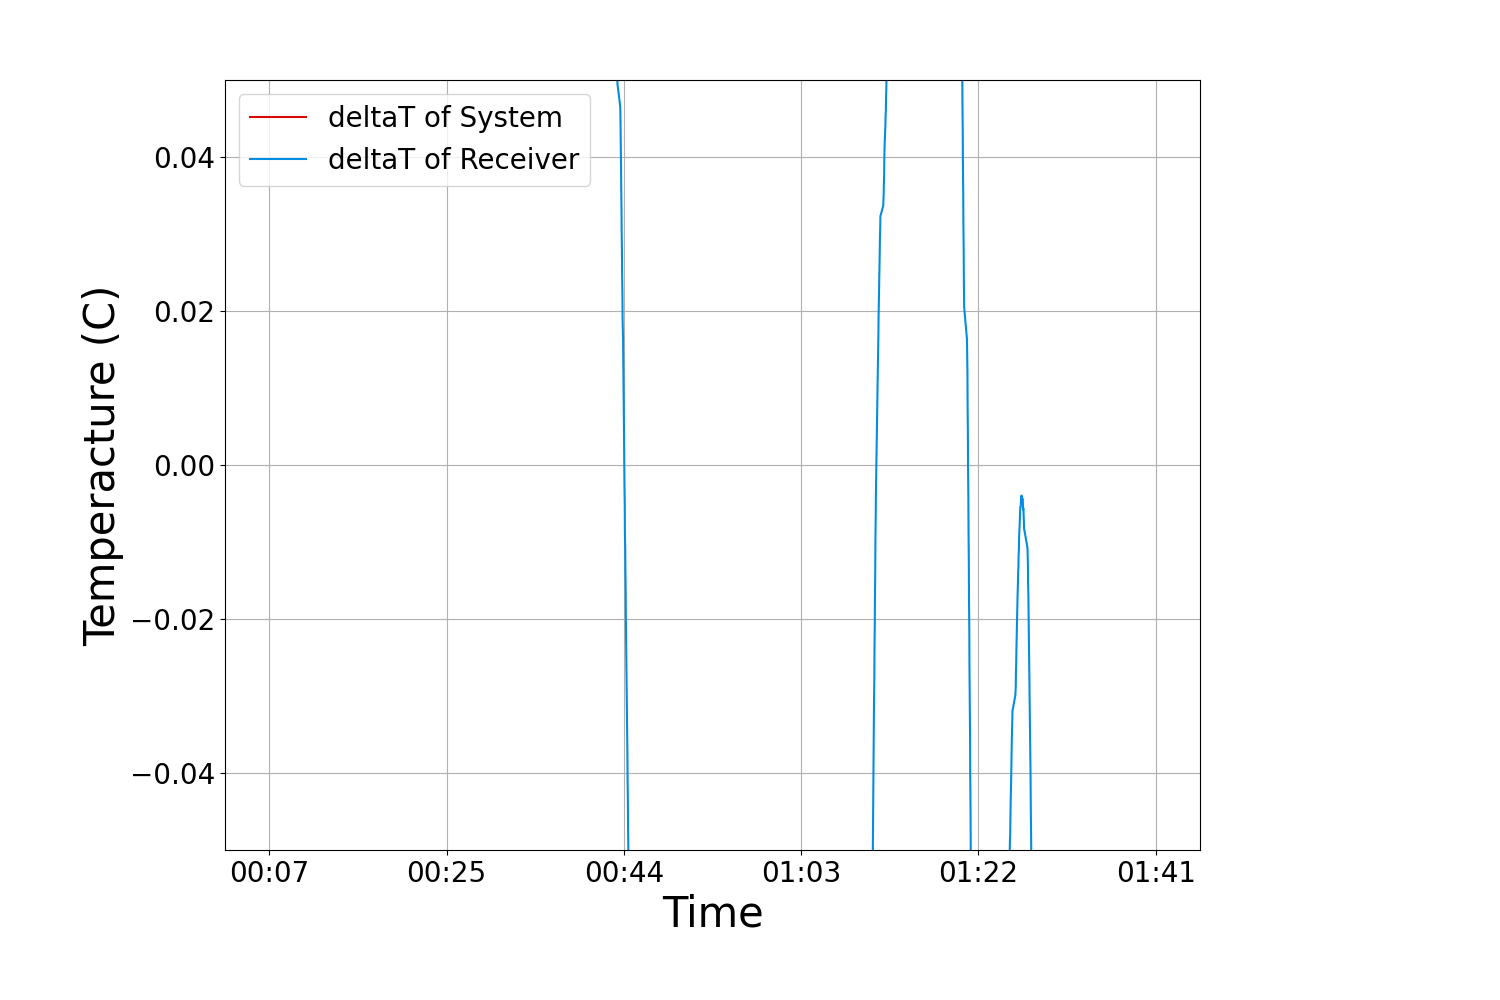 deltaT of System
deltaT of Receiver
0.04
0.02
0.00
−0.02
−0.04
Temperacture (C)
00:07
00:25
00:44
01:03
01:22
01:41
Time